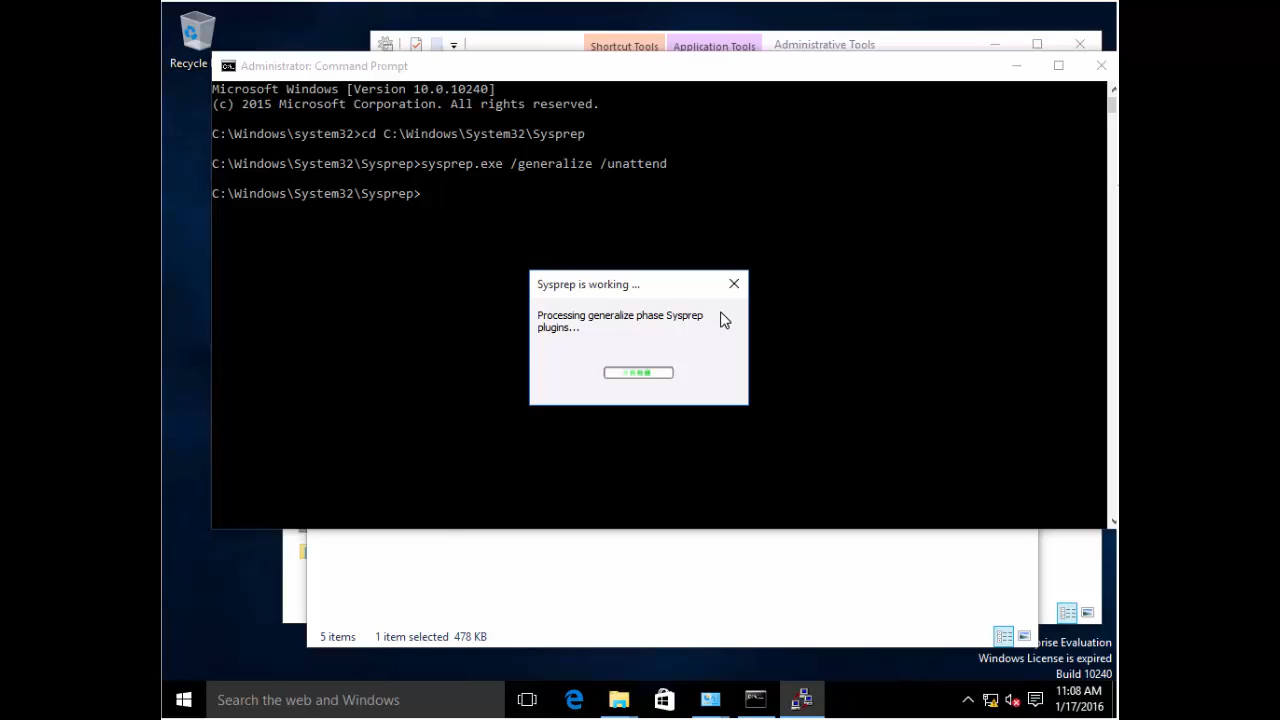 Recycle
Shortcut Tools
Application Tools
Administrative Tools
Administrator: Command Prompt
Microsoft Windows [Version 10.0.10240]
(c) 2015 Microsoft Corporation. All rights reserved.
C:\Windows\system32>cd C:\Windows\System32\Sysprep
C:\Windows\System32\Sysprep>sysprep.exe /generalize /unattend
C:\Windows\System32\Sysprep>
Sysprep is working ...
Processing generalize phase Sysprep
plugins...
5 items 1 item selected 478 KB
prise Evaluation
Windows License is expired
Build 10240
Search the web and Windows
11:08 AM
1/17/2016